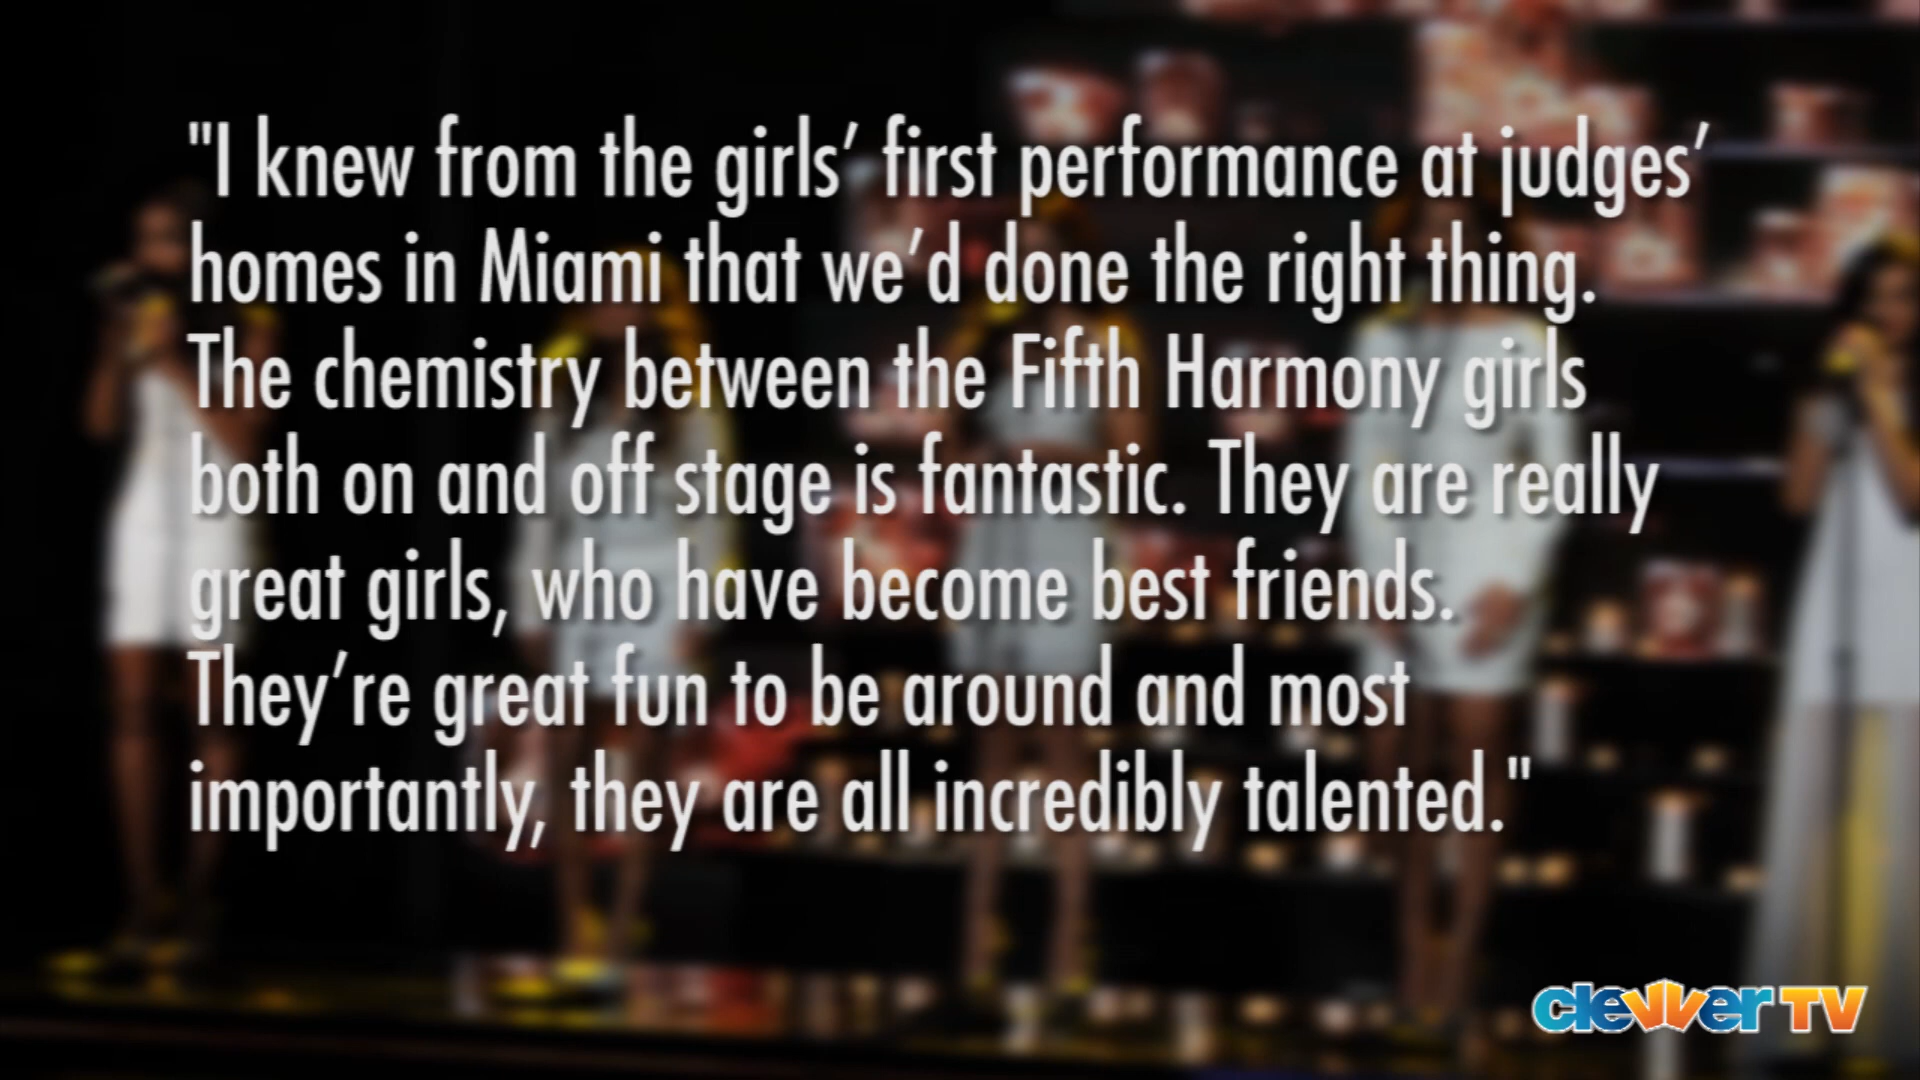 "I knew from the girls’ first performance at judges’
homes in Miami that we’d done the right thing.
The chemistry between the Fifth Harmony girls
both on and off stage is fantastic. They are really
great girls, who have become best friends.
They’re great fun to be around and most
importantly, they are all incredibly talented."
clevverTV